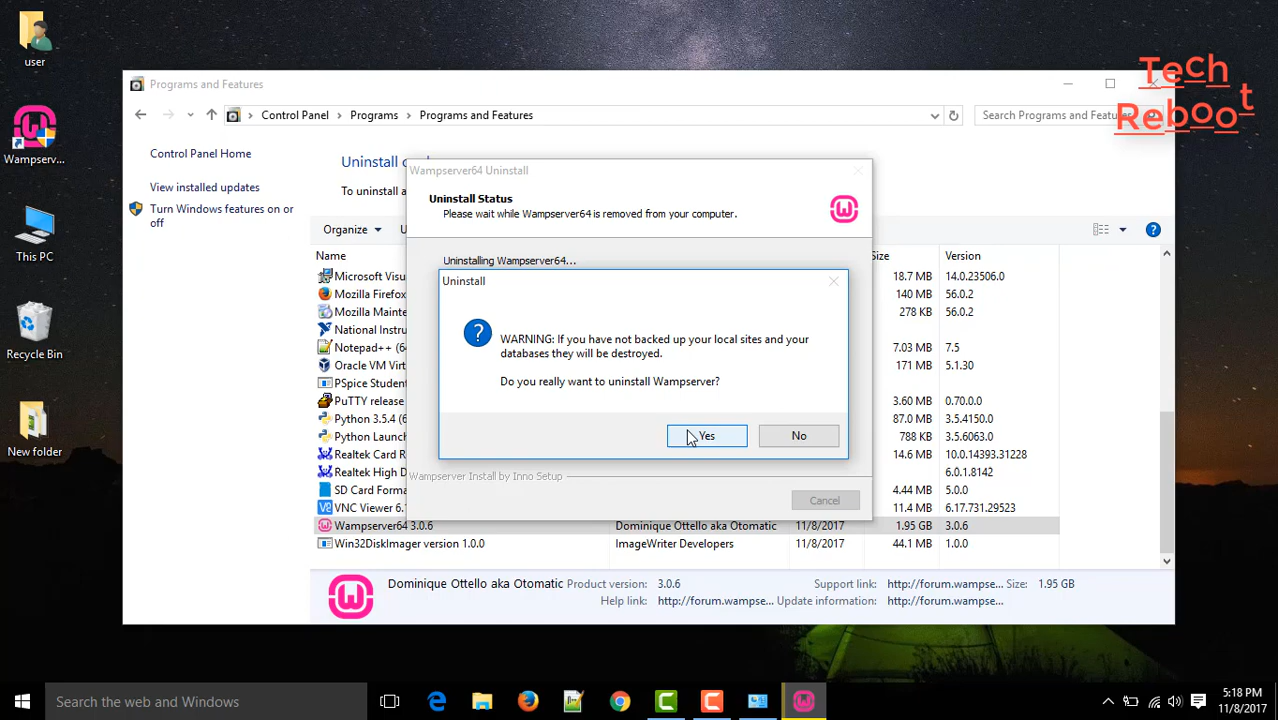 user
Wampserv...
This PC
Recycle Bin
New folder
Tech
Reboot
Programs and Features
Control Panel > Programs > Programs and Features
Search Programs and Features
Control Panel Home
View installed updates
Turn Windows features on or
off
To uninstall a
Organize
Name
Size
Version
Microsoft Visu
18.7 MB
14.0.23506.0
Mozilla Firefox
140 MB
56.0.2
Mozilla Mainte
278 KB
56.0.2
National Instru
Notepad++ (64
7.03 MB
7.5
Oracle VM Virt
171 MB
5.1.30
PSpice Student
PuTTY release
3.60 MB
0.70.0.0
Python 3.5.4 (6
87.0 MB
3.5.4150.0
Python Launch
788 KB
3.5.6063.0
Realtek Card R
14.6 MB
10.0.14393.31228
Realtek High D
6.0.1.8142
SD Card Forma
4.44 MB
5.0.0
VNC Viewer 6.1
11.4 MB
6.17.731.29523
Wampserver64 3.0.6
Dominique Ottello aka Otomatic
11/8/2017
1.95 GB
3.0.6
Win32DiskImager version 1.0.0
ImageWriter Developers
11/8/2017
44.1 MB
1.0.0
Wampserver64 Uninstall
Uninstall Status
Please wait while Wampserver64 is removed from your computer.
Uninstalling Wampserver64...
Uninstall
WARNING: If you have not backed up your local sites and your
databases they will be destroyed.
Do you really want to uninstall Wampserver?
Yes
No
Wampserver Install by Inno Setup
Cancel
Dominique Ottello aka Otomatic
Product version: 3.0.6
Support link: http://forum.wampse...
Size: 1.95 GB
Help link: http://forum.wampse...
Update information: http://forum.wampse...
Search the web and Windows
5:18 PM
11/8/2017